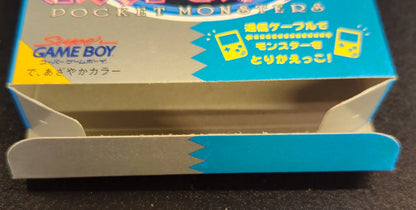 POCKET MONSTERS
通信ケーブルで
モンスターを
とりかえっこ!
Super
GAME BOY
スーパーゲームボーイ
で、あざやかカラー